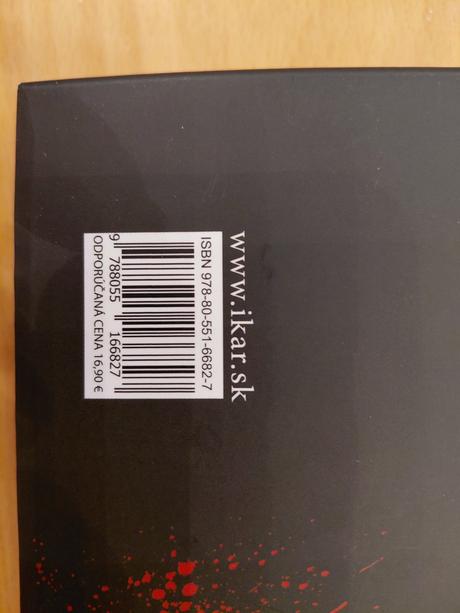 www.ikar.sk
ISBN 978-80-551-6682-7
9 788055 166827
ODPORÚČANÁ CENA 16,90 €